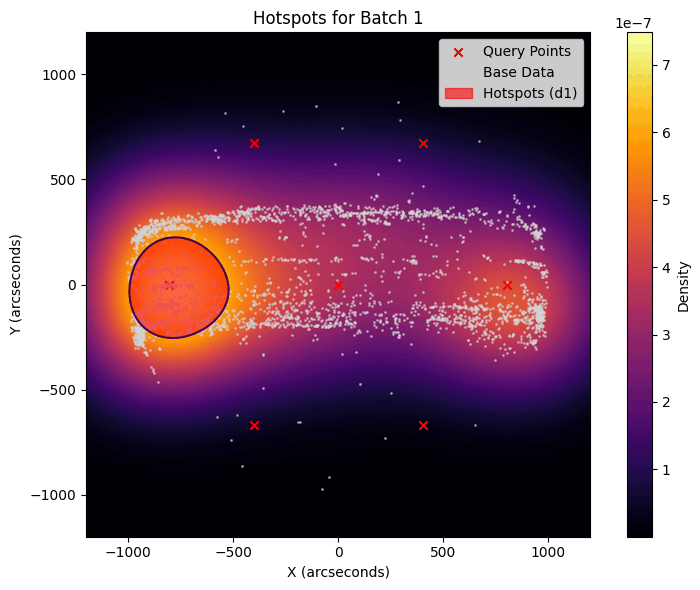 Hotspots for Batch 1
1e−7
Query Points
Base Data
Hotspots (d1)
1000
500
0
−500
−1000
Y (arcseconds)
−1000
−500
0
500
1000
X (arcseconds)
7
6
5
4
3
2
1
Density